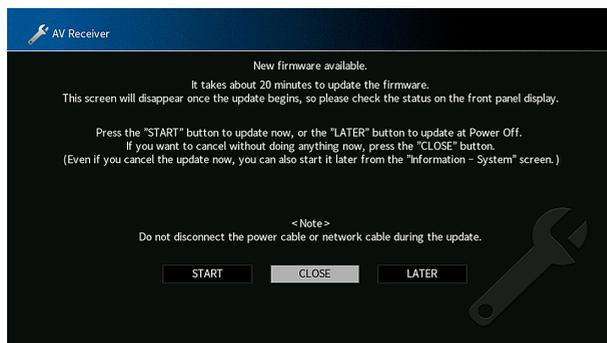 AV Receiver
New firmware available.
It takes about 20 minutes to update the firmware.
This screen will disappear once the update begins, so please check the status on the front panel display.
Press the "START" button to update now, or the "LATER" button to update at Power Off.
If you want to cancel without doing anything now, press the "CLOSE" button.
(Even if you cancel the update now, you can also start it later from the "Information - System" screen.)
<Note>
Do not disconnect the power cable or network cable during the update.
START CLOSE LATER